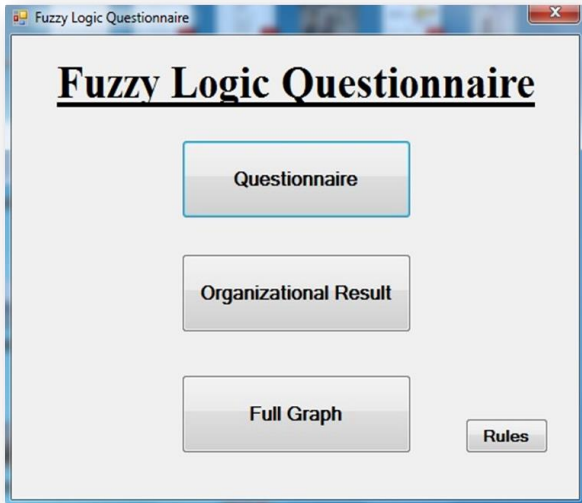 Fuzzy Logic Questionnaire
Fuzzy Logic Questionnaire
Questionnaire
Organizational Result
Full Graph
Rules